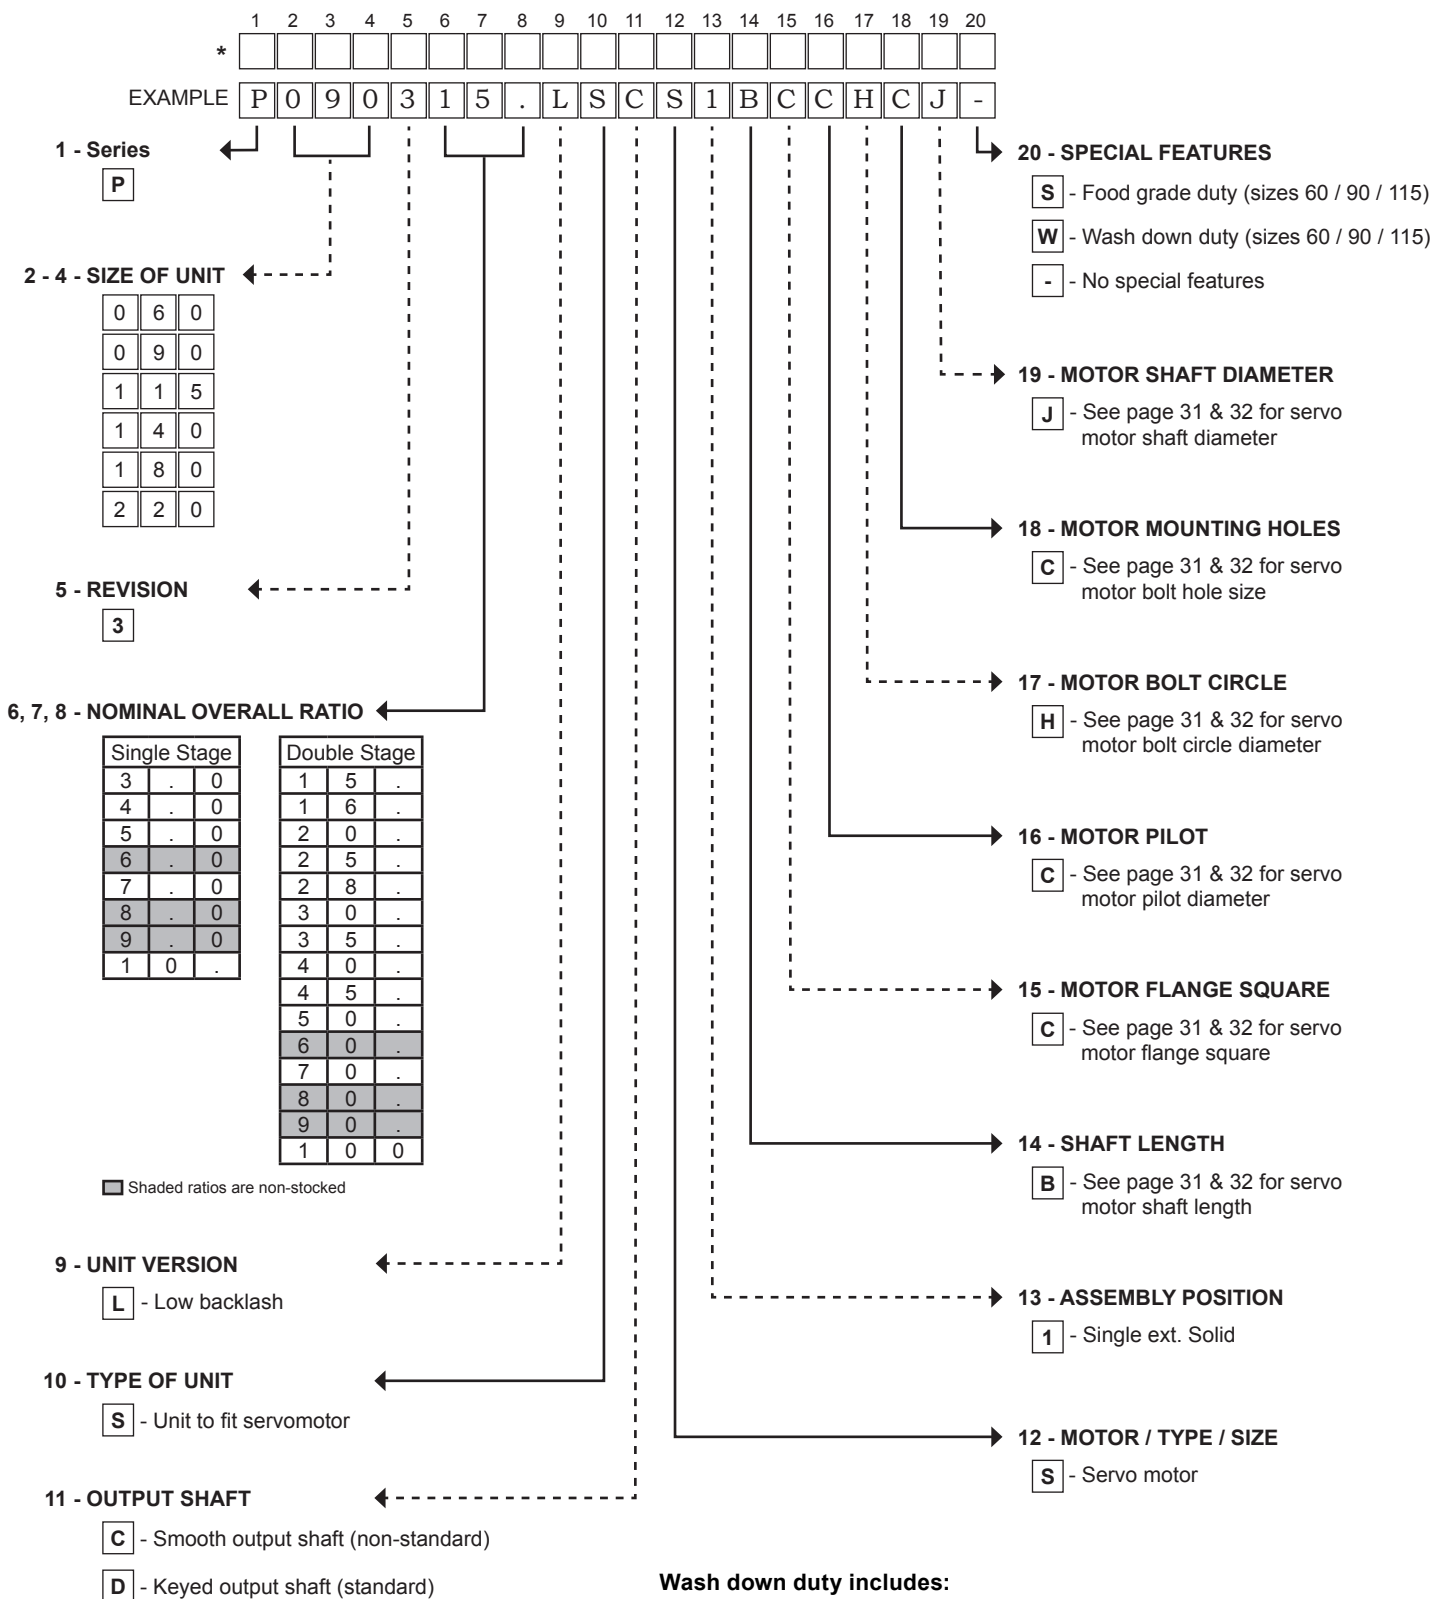 1 2 3 4 5 6 7 8 9 10 11 12 13 14 15 16 17 18 19 20
*
EXAMPLE P 0 9 0 3 1 5 . L S C S 1 B C C H C J -
1 - Series
P
2 - 4 - SIZE OF UNIT
0 6 0
0 9 0
1 1 5
1 4 0
1 8 0
2 2 0
5 - REVISION
3
6, 7, 8 - NOMINAL OVERALL RATIO
Single Stage
3 . 0
4 . 0
5 . 0
6 . 0
7 . 0
8 . 0
9 . 0
1 0 .
Double Stage
1 5 .
1 6 .
2 0 .
2 5 .
2 8 .
3 0 .
3 5 .
4 0 .
4 5 .
5 0 .
6 0 .
7 0 .
8 0 .
9 0 .
1 0 0
Shaded ratios are non-stocked
9 - UNIT VERSION
L - Low backlash
10 - TYPE OF UNIT
S - Unit to fit servomotor
11 - OUTPUT SHAFT
C - Smooth output shaft (non-standard)
D - Keyed output shaft (standard)
20 - SPECIAL FEATURES
S - Food grade duty (sizes 60 / 90 / 115)
W - Wash down duty (sizes 60 / 90 / 115)
- - No special features
19 - MOTOR SHAFT DIAMETER
J - See page 31 & 32 for servo
motor shaft diameter
18 - MOTOR MOUNTING HOLES
C - See page 31 & 32 for servo
motor bolt hole size
17 - MOTOR BOLT CIRCLE
H - See page 31 & 32 for servo
motor bolt circle diameter
16 - MOTOR PILOT
C - See page 31 & 32 for servo
motor pilot diameter
15 - MOTOR FLANGE SQUARE
C - See page 31 & 32 for servo
motor flange square
14 - SHAFT LENGTH
B - See page 31 & 32 for servo
motor shaft length
13 - ASSEMBLY POSITION
1 - Single ext. Solid
12 - MOTOR / TYPE / SIZE
S - Servo motor
Wash down duty includes: